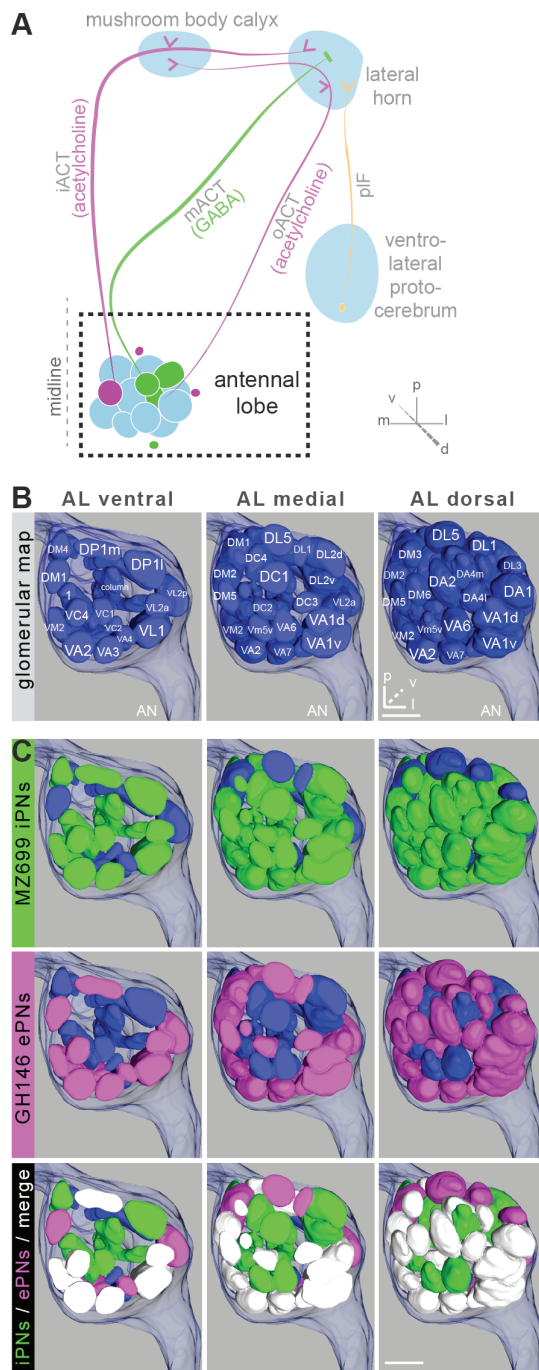 A
mushroom body calyx
lateral
horn
iACT
(acetylcholine)
mACT
(GABA)
oACT
(acetylcholine)
plF
ventro-
lateral
proto-
cerebrum
midline
antennal
lobe
p
v
m
l
d
B
AL ventral
AL medial
AL dorsal
glomerular map
DM4
DP1m
DP1l
DM1
column
VL2p
1
VC4
VC1
VL2a
VM2
VC2
VA4
VL1
VA2
VA3
AN
DM1
DL5
DL1
DL2d
DC4
DM2
DC1
DL2v
DM5
DC2
DC3
VL2a
VM2
Vm5v
VA6
VA1d
VA2
VA7
VA1v
AN
DL5
DL1
DM3
DL3
DM2
DA2
DA4m
DA1
DM5
DM6
DA4l
VM2
Vm5v
VA6
VA1d
VA2
VA7
VA1v
p
v
l
AN
C
MZ699 iPNs
GH146 ePNs
iPNs / ePNs / merge